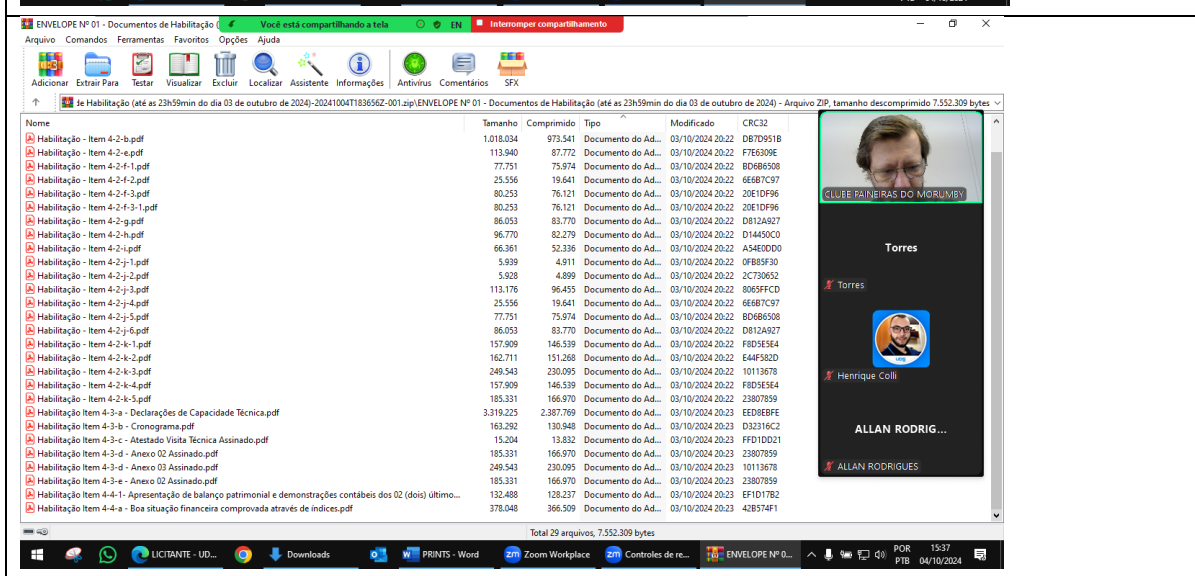 ENVELOPE Nº 01 - Documentos de Habilitação (
Você está compartilhando a tela
EN
Interromper compartilhamento
Arquivo Comandos Ferramentas Favoritos Opções Ajuda
Adicionar Extrair Para Testar Visualizar Excluir Localizar Assistente Informações Antivírus Comentários SFX
de Habilitação (até as 23h59min do dia 03 de outubro de 2024)-20241004T183656Z-001.zip\ENVELOPE Nº 01 - Documentos de Habilitação (até as 23h59min do dia 03 de outubro de 2024) - Arquivo ZIP, tamanho descomprimido 7.552.309 bytes
Nome Tamanho Comprimido Tipo Modificado CRC32
Habilitação - Item 4-2-b.pdf 1.018.034 973.541 Documento do Ad... 03/10/2024 20:22 DB7D951B
Habilitação - Item 4-2-e.pdf 113.940 87.772 Documento do Ad... 03/10/2024 20:22 F7E6309E
Habilitação - Item 4-2-f-1.pdf 77.751 75.974 Documento do Ad... 03/10/2024 20:22 BD6B6508
Habilitação - Item 4-2-f-2.pdf 25.556 19.641 Documento do Ad... 03/10/2024 20:22 6E6B7C97
Habilitação - Item 4-2-f-3.pdf 80.253 76.121 Documento do Ad... 03/10/2024 20:22 20E1DF96
Habilitação - Item 4-2-f-3-1.pdf 80.253 76.121 Documento do Ad... 03/10/2024 20:22 20E1DF96
Habilitação - Item 4-2-g.pdf 86.053 83.770 Documento do Ad... 03/10/2024 20:22 D812A927
Habilitação - Item 4-2-h.pdf 96.770 82.279 Documento do Ad... 03/10/2024 20:22 D14450C0
Habilitação - Item 4-2-i.pdf 66.361 52.336 Documento do Ad... 03/10/2024 20:22 A54E0DD0
Habilitação - Item 4-2-j-1.pdf 5.939 4.911 Documento do Ad... 03/10/2024 20:22 0FB85F30
Habilitação - Item 4-2-j-2.pdf 5.928 4.899 Documento do Ad... 03/10/2024 20:22 2C730652
Habilitação - Item 4-2-j-3.pdf 113.176 96.455 Documento do Ad... 03/10/2024 20:22 8065FFCD
Habilitação - Item 4-2-j-4.pdf 25.556 19.641 Documento do Ad... 03/10/2024 20:22 6E6B7C97
Habilitação - Item 4-2-j-5.pdf 77.751 75.974 Documento do Ad... 03/10/2024 20:22 BD6B6508
Habilitação - Item 4-2-j-6.pdf 86.053 83.770 Documento do Ad... 03/10/2024 20:22 D812A927
Habilitação - Item 4-2-k-1.pdf 157.909 146.539 Documento do Ad... 03/10/2024 20:22 F8D5E5E4
Habilitação - Item 4-2-k-2.pdf 162.711 151.268 Documento do Ad... 03/10/2024 20:22 E44F582D
Habilitação - Item 4-2-k-3.pdf 249.543 230.095 Documento do Ad... 03/10/2024 20:22 10113678
Habilitação - Item 4-2-k-4.pdf 157.909 146.539 Documento do Ad... 03/10/2024 20:22 F8D5E5E4
Habilitação - Item 4-2-k-5.pdf 185.331 166.970 Documento do Ad... 03/10/2024 20:22 23807859
Habilitação Item 4-3-a - Declarações de Capacidade Técnica.pdf 3.319.225 2.387.769 Documento do Ad... 03/10/2024 20:23 EED8EBFE
Habilitação Item 4-3-b - Cronograma.pdf 163.292 130.948 Documento do Ad... 03/10/2024 20:23 D32316C2
Habilitação Item 4-3-c - Atestado Visita Técnica Assinado.pdf 15.204 13.832 Documento do Ad... 03/10/2024 20:23 FFD1DD21
Habilitação Item 4-3-d - Anexo 02 Assinado.pdf 185.331 166.970 Documento do Ad... 03/10/2024 20:23 23807859
Habilitação Item 4-3-d - Anexo 03 Assinado.pdf 249.543 230.095 Documento do Ad... 03/10/2024 20:23 10113678
Habilitação Item 4-3-e - Anexo 02 Assinado.pdf 185.331 166.970 Documento do Ad... 03/10/2024 20:23 23807859
Habilitação Item 4-4-1- Apresentação de balanço patrimonial e demonstrações contábeis dos 02 (dois) último... 132.488 128.237 Documento do Ad... 03/10/2024 20:23 EF1D17B2
Habilitação Item 4-4-a - Boa situação financeira comprovada através de índices.pdf 378.048 366.509 Documento do Ad... 03/10/2024 20:23 42B574F1
CLUBE PAINEIRAS DO MORUMBY
Torres
Torres
Henrique Colli
ALLAN RODRIG...
ALLAN RODRIGUES
Total 29 arquivos, 7.552.309 bytes
LICITANTE - UD... Downloads PRINTS - Word Zoom Workplace Controles de re... ENVELOPE Nº 0...
POR 15:37
PTB 04/10/2024